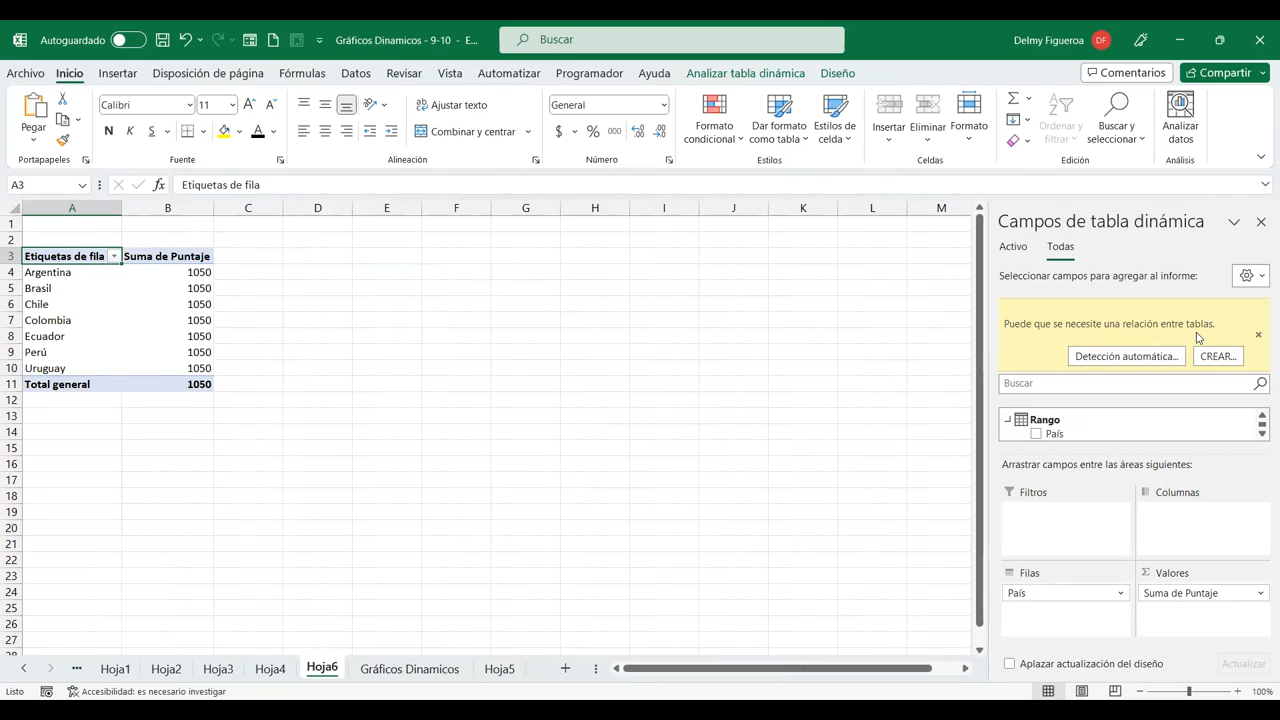 Autoguardado
Gráficos Dinamicos - 9-10 - E...
Buscar
Delmy Figueroa
DF
Archivo Inicio Insertar Disposición de página Fórmulas Datos Revisar Vista Automatizar Programador Ayuda Analizar tabla dinámica Diseño
Comentarios
Compartir
Pegar
Calibri 11
N K S
Ajustar texto
Combinar y centrar
General
$ % 000
Formato condicional
Dar formato como tabla
Estilos de celda
Insertar Eliminar Formato
Ordenar y filtrar
Buscar y seleccionar
Analizar datos
Portapapeles Fuente Alineación Número Estilos Celdas Edición Análisis
A3
fx Etiquetas de fila
A B C D E F G H I J K L M
1
2
3 Etiquetas de fila Suma de Puntaje
4 Argentina 1050
5 Brasil 1050
6 Chile 1050
7 Colombia 1050
8 Ecuador 1050
9 Perú 1050
10 Uruguay 1050
11 Total general 1050
12
13
14
15
16
17
18
19
20
21
22
23
24
25
26
27
28
Campos de tabla dinámica
Activo Todas
Seleccionar campos para agregar al informe:
Puede que se necesite una relación entre tablas.
Detección automática... CREAR...
Buscar
Rango
País
Arrastrar campos entre las áreas siguientes:
Filtros Columnas
Filas Σ Valores
País Suma de Puntaje
Aplazar actualización del diseño Actualizar
Hoja1 Hoja2 Hoja3 Hoja4 Hoja6 Gráficos Dinamicos Hoja5
Listo Accesibilidad: es necesario investigar
100%